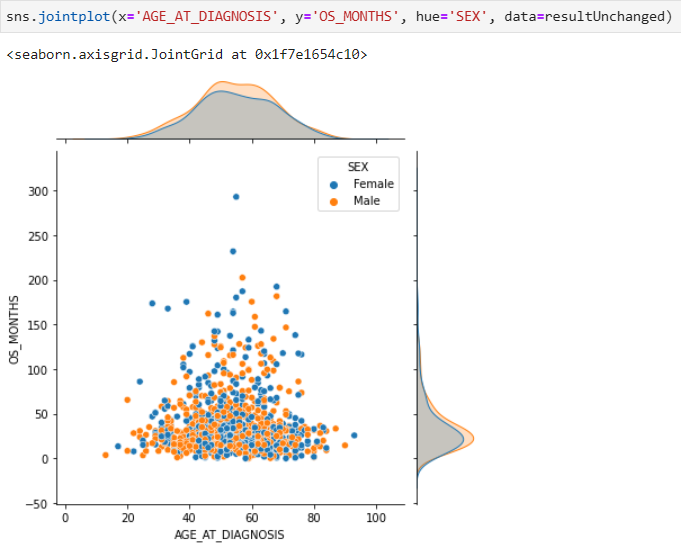 sns.jointplot(x='AGE_AT_DIAGNOSIS', y='OS_MONTHS', hue='SEX', data=resultUnchanged)
<seaborn.axisgrid.JointGrid at 0x1f7e1654c10>
SEX
Female
Male
300
250
200
150
100
50
0
−50
OS_MONTHS
0 20 40 60 80 100
AGE_AT_DIAGNOSIS